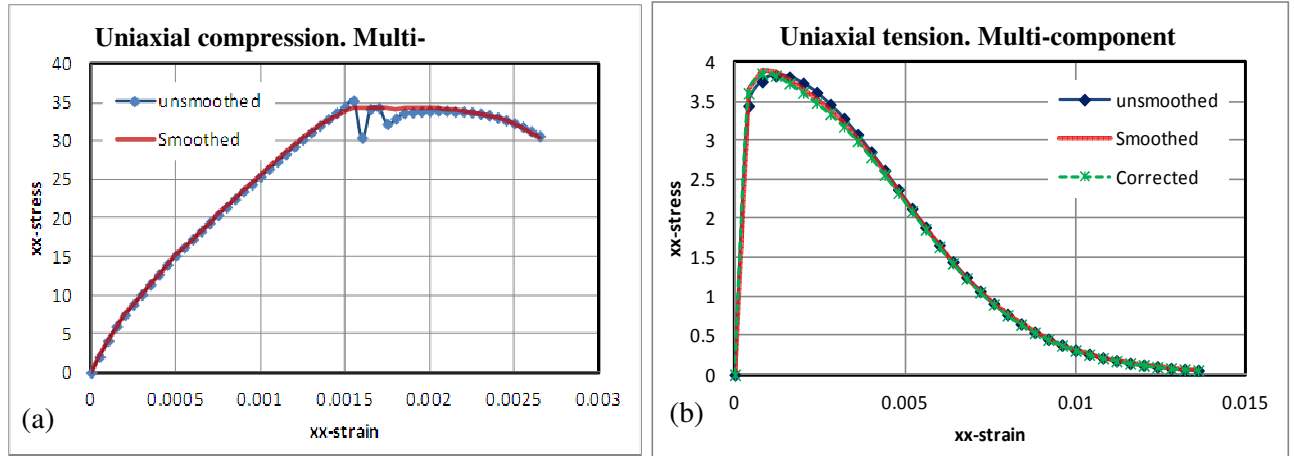 Uniaxial compression. Multi-
40
35
30
25
20
15
10
5
0
xx-stress
unsmoothed
Smoothed
0
0.0005
0.001
0.0015
0.002
0.0025
0.003
xx-strain
(a)
Uniaxial tension. Multi-component
4
3.5
3
2.5
2
1.5
1
0.5
0
xx-stress
unsmoothed
Smoothed
Corrected
0
0.005
0.01
0.015
xx-strain
(b)